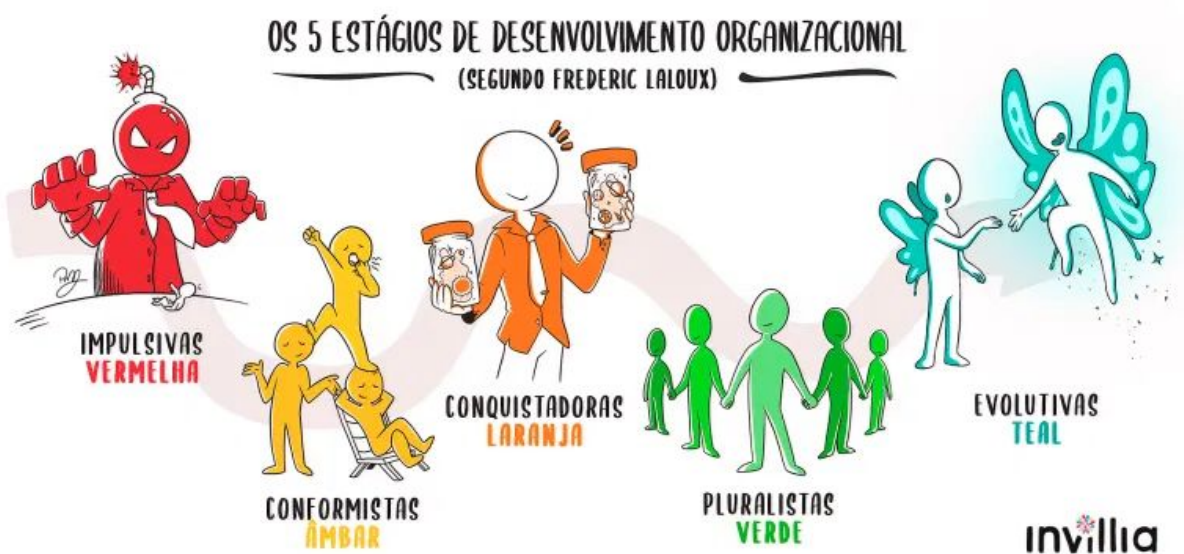 OS 5 ESTÁGIOS DE DESENVOLVIMENTO ORGANIZACIONAL
(SEGUNDO FREDERIC LALOUX)
IMPULSIVAS
VERMELHA
CONFORMISTAS
ÂMBAR
CONQUISTADORAS
LARANJA
PLURALISTAS
VERDE
EVOLUTIVAS
TEAL
invillia